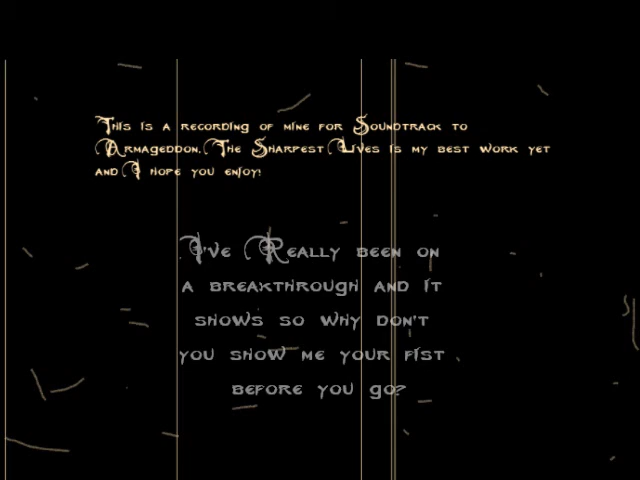 This is a recording of mine for Soundtrack to
Armageddon. The Sharpest Lives is my best work yet
and I hope you enjoy!
I've Really been on
a breakthrough and it
shows so why don't
you show me your fist
before you go?